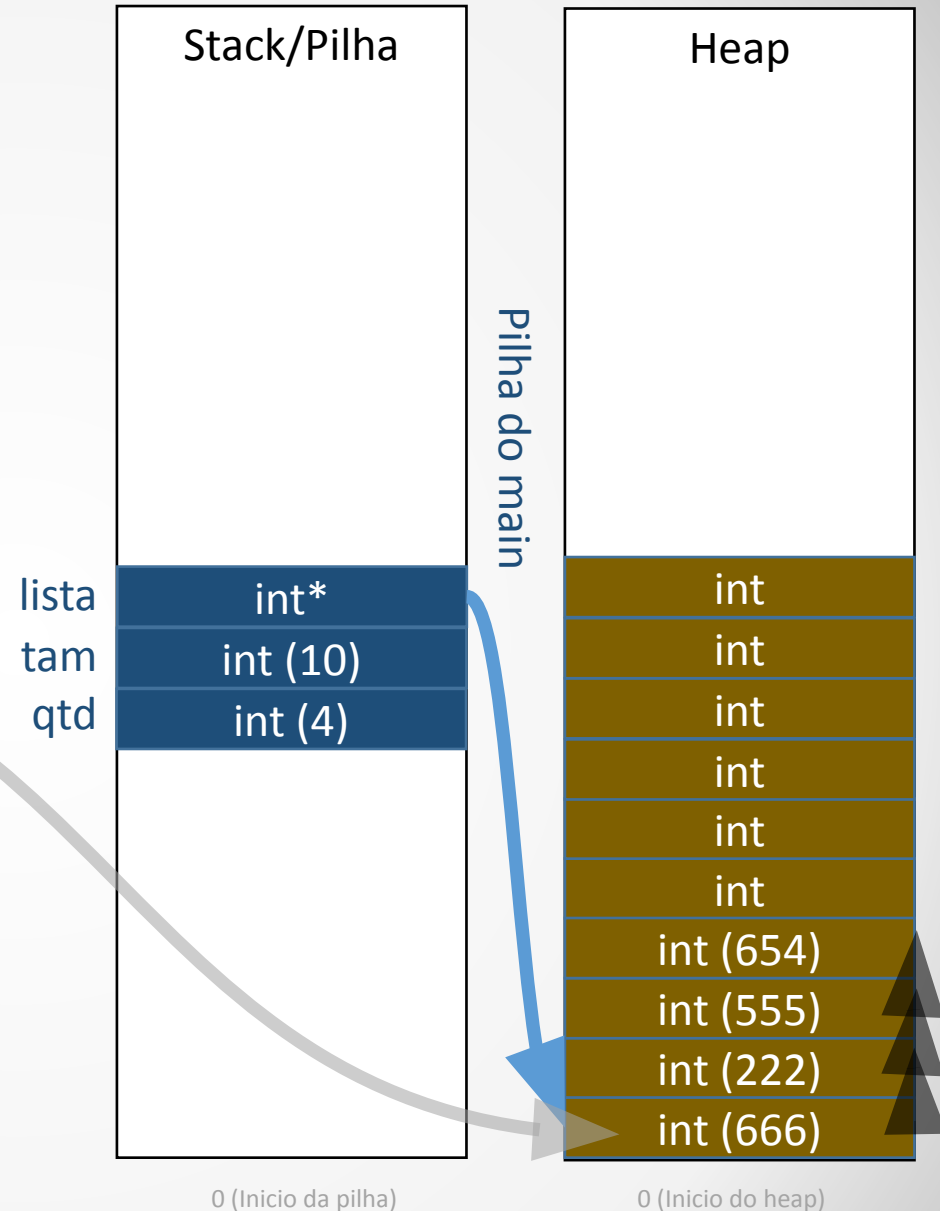 Stack/Pilha
Heap
Pilha do main
lista
int*
tam
int (10)
qtd
int (4)
int
int
int
int
int
int
int (654)
int (555)
int (222)
int (666)
0 (Inicio da pilha)
0 (Inicio do heap)